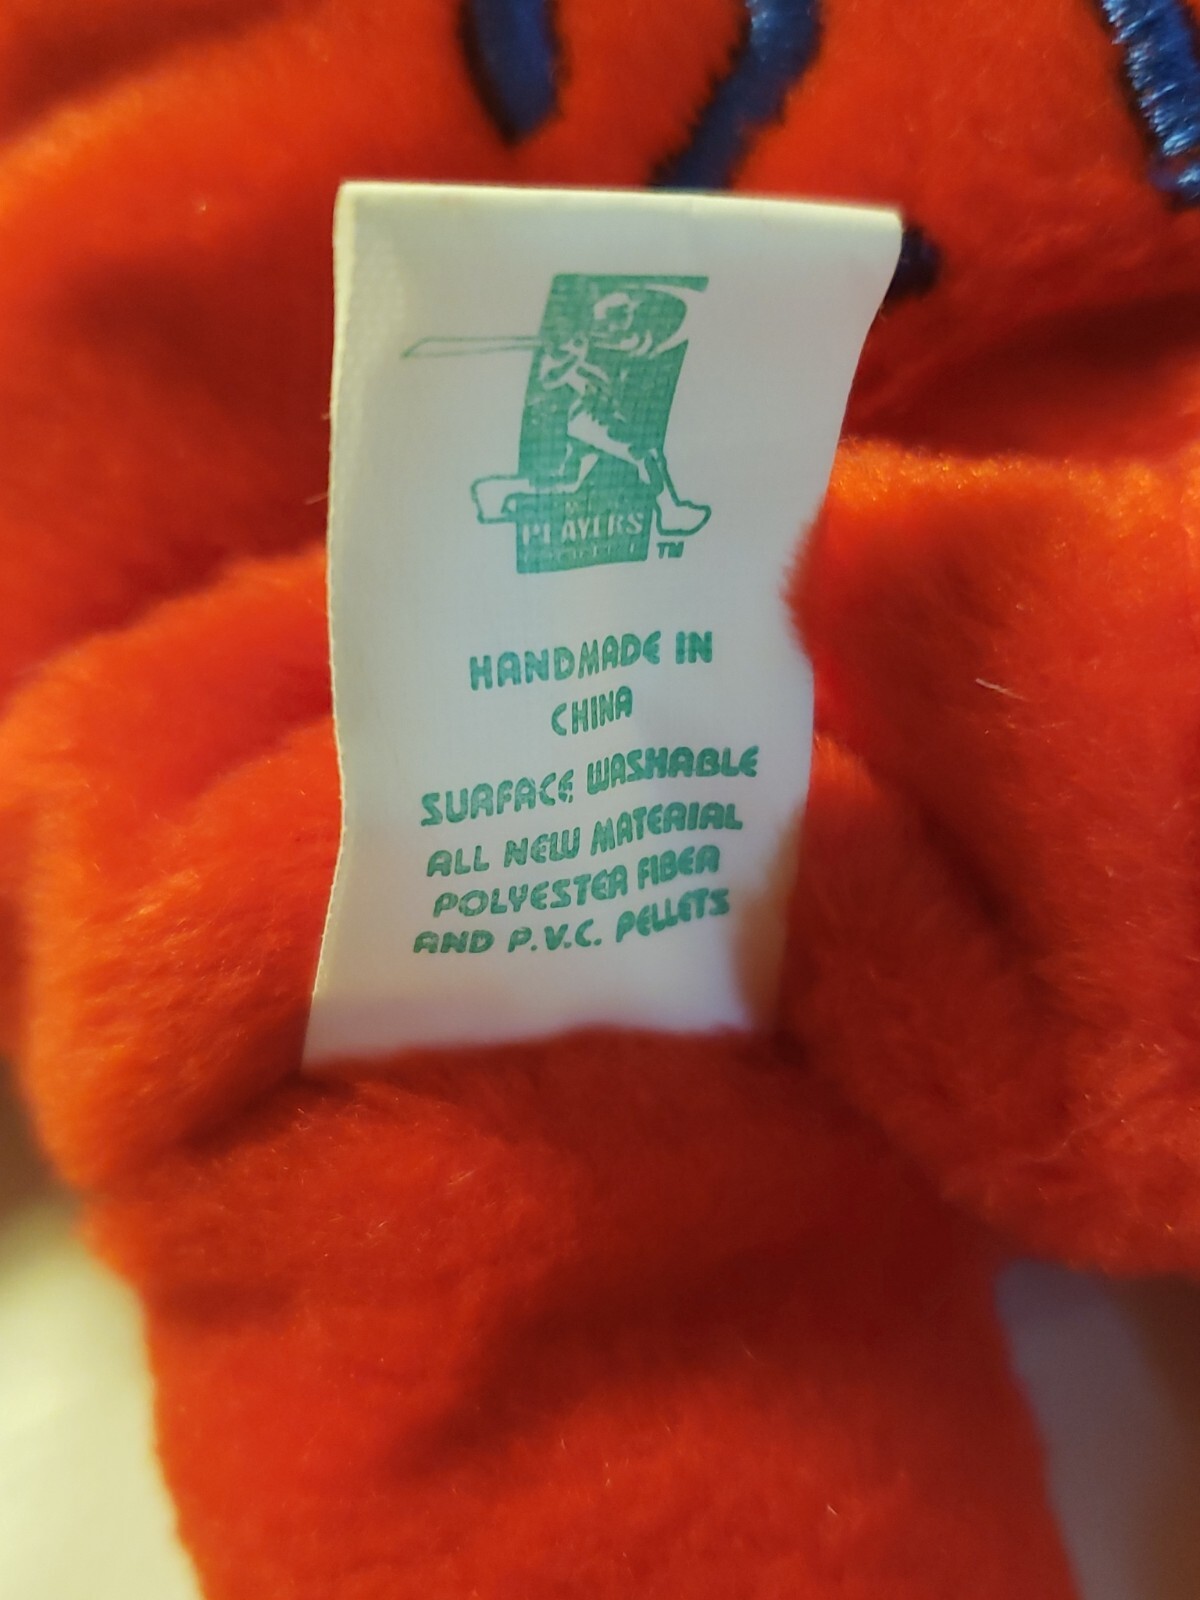 PLAYERS
TM
HANDMADE IN
CHINA
SURFACE WASHABLE
ALL NEW MATERIAL
POLYESTER FIBER
AND P.V.C. PELLETS